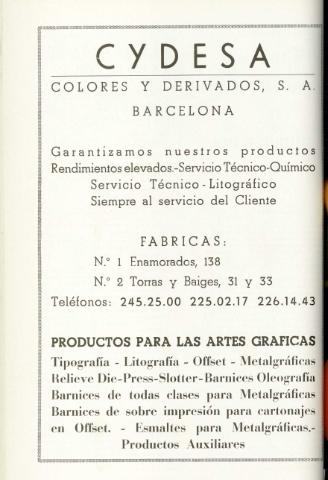 CYDESA
COLORES Y DERIVADOS, S. A.
BARCELONA
Garantizamos nuestros productos
Rendimientos elevados.-Servicio Técnico-Químico
Servicio Técnico-Litográfico
Siempre al servicio del Cliente
FABRICAS:
N.° 1 Enamorados, 138
N.° 2 Torras y Baiges, 31 y 33
Teléfonos: 245.25.00 225.02.17 226.14.43
PRODUCTOS PARA LAS ARTES GRAFICAS
Tipografía - Litografía - Offset - Metalgráficas
Relieve Die-Press-Slotter-Barnices Oleografía
Barnices de todas clases para Metalgráficas
Barnices de sobre impresión para cartonajes
en Offset. - Esmaltes para Metalgráficas.-
Productos Auxiliares